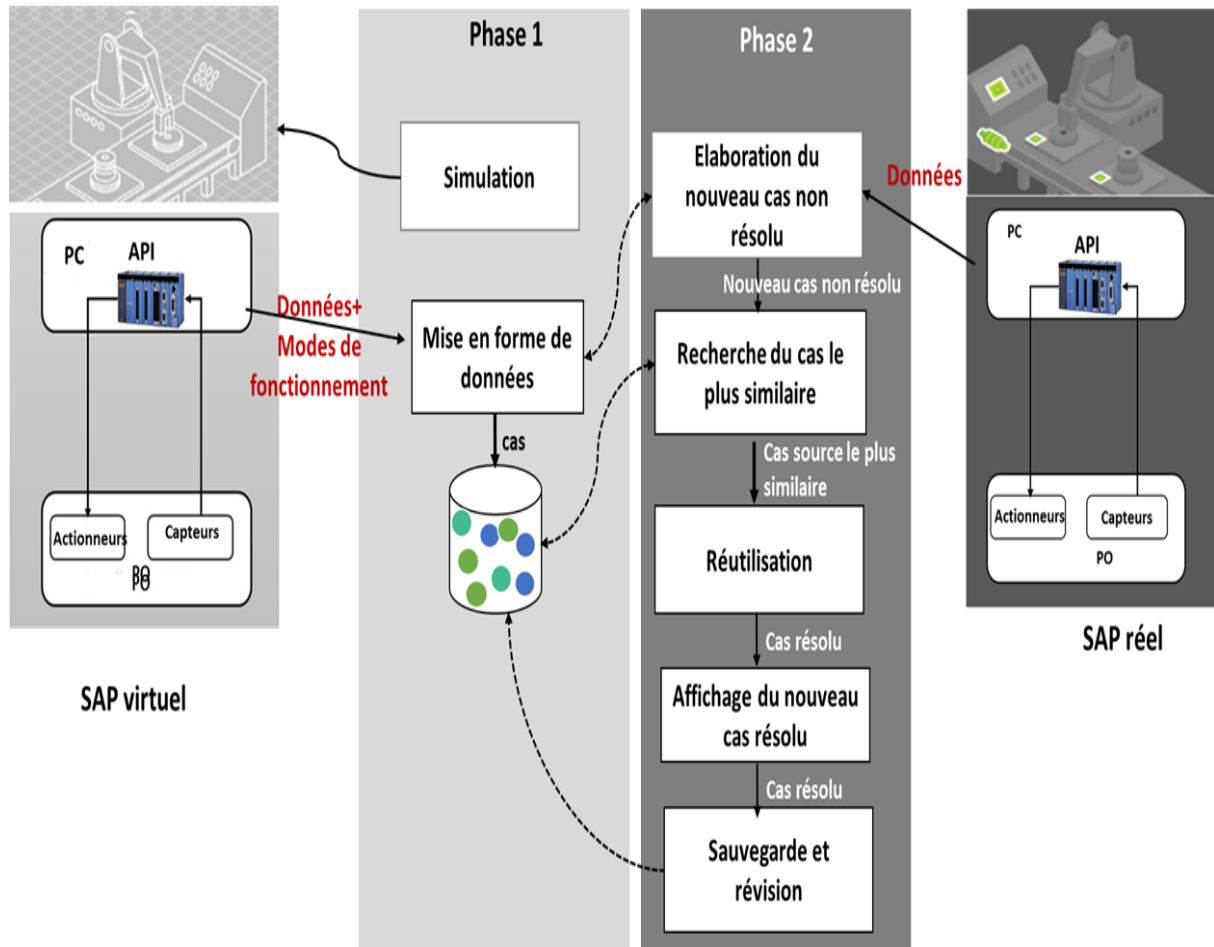 Phase 1
Phase 2
Simulation
PC
API
Données+
Modes de
fonctionnement
Actionneurs
Capteurs
PO
PO
SAP virtuel
Mise en forme de
données
cas
Elaboration du
nouveau cas non
résolu
Nouveau cas non résolu
Recherche du cas le
plus similaire
Cas source le plus
similaire
Réutilisation
Cas résolu
Affichage du nouveau
cas résolu
Cas résolu
Sauvegarde et
révision
Données
PC
API
Actionneurs
Capteurs
PO
SAP réel